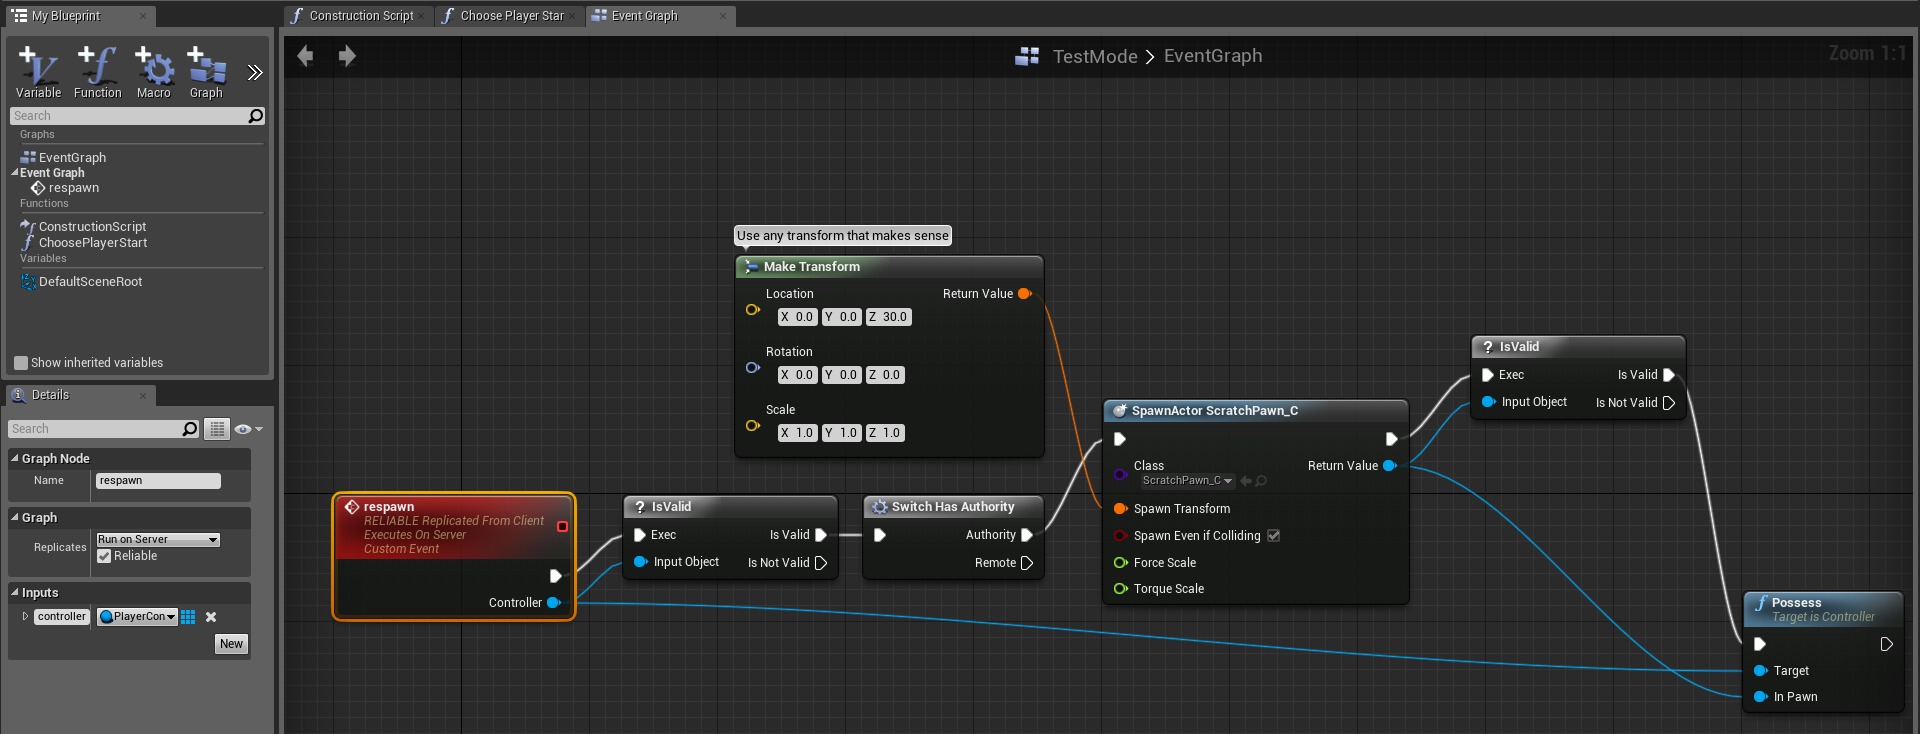 My Blueprint
Variable
Function
Macro
Graph
Search
Graphs
EventGraph
Event Graph
respawn
Functions
ConstructionScript
ChoosePlayerStart
Variables
DefaultSceneRoot
Show inherited variables
Details
Search
Graph Node
Name
respawn
Graph
Replicates
Run on Server
Reliable
Inputs
controller
PlayerCon
New
Construction Script
Choose Player Star
Event Graph
TestMode > EventGraph
Zoom 1:1
Use any transform that makes sense
Make Transform
Location
Return Value
X 0.0 Y 0.0 Z 30.0
Rotation
X 0.0 Y 0.0 Z 0.0
Scale
X 1.0 Y 1.0 Z 1.0
respawn
RELIABLE Replicated From Client
Executes On Server
Custom Event
Controller
? IsValid
Exec
Is Valid
Input Object
Is Not Valid
Switch Has Authority
Authority
Remote
SpawnActor ScratchPawn_C
Class
ScratchPawn_C
Return Value
Spawn Transform
Spawn Even if Colliding
Force Scale
Torque Scale
? IsValid
Exec
Is Valid
Input Object
Is Not Valid
Possess
Target is Controller
Target
In Pawn